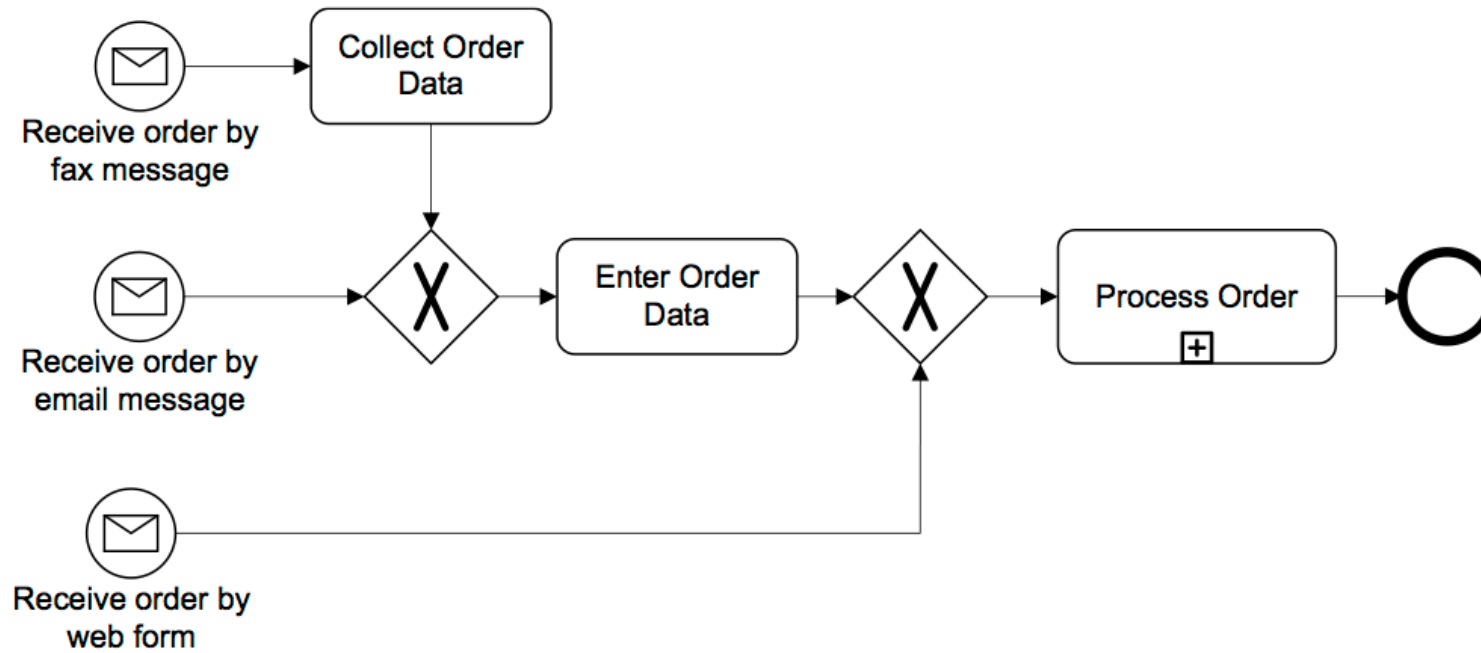 Collect Order
Data
Receive order by
fax message
Enter Order
Data
Process Order
Receive order by
email message
Receive order by
web form